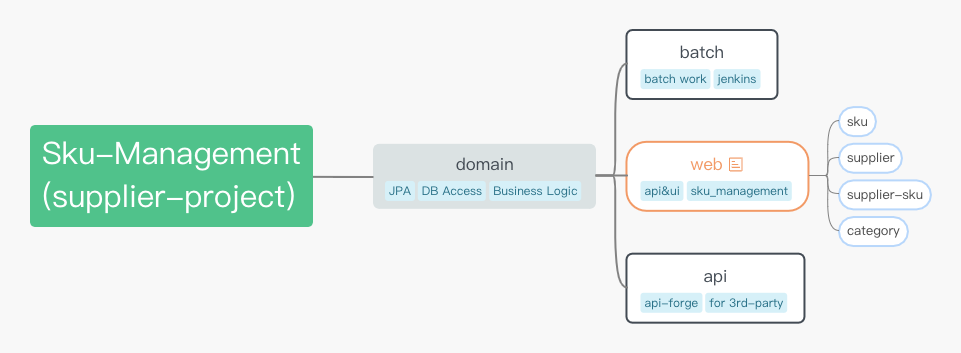 Sku-Management
(supplier-project)
domain
JPA DB Access Business Logic
batch
batch work jenkins
web
api&ui sku_management
api
api-forge for 3rd-party
sku
supplier
supplier-sku
category